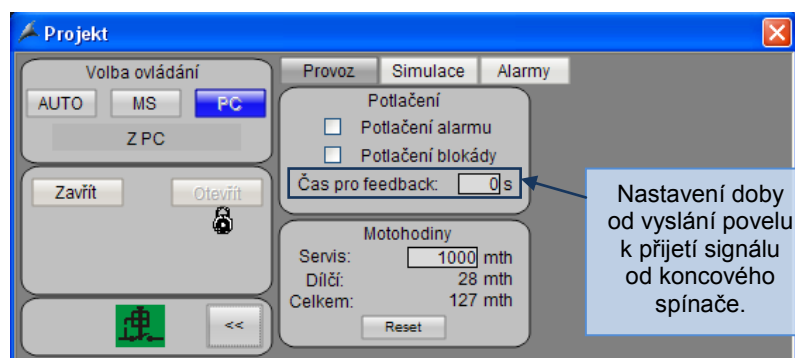 Projekt
Volba ovládání
AUTO MS PC
Z PC
Zavřít Otevřít
<<
Provoz Simulace Alarmy
Potlačení
Potlačení alarmu
Potlačení blokády
Čas pro feedback: 0 s
Motohodiny
Servis: 1000 mth
Dílčí: 28 mth
Celkem: 127 mth
Reset
Nastavení doby
od vyslání povelu
k přijetí signálu
od koncového
spínače.